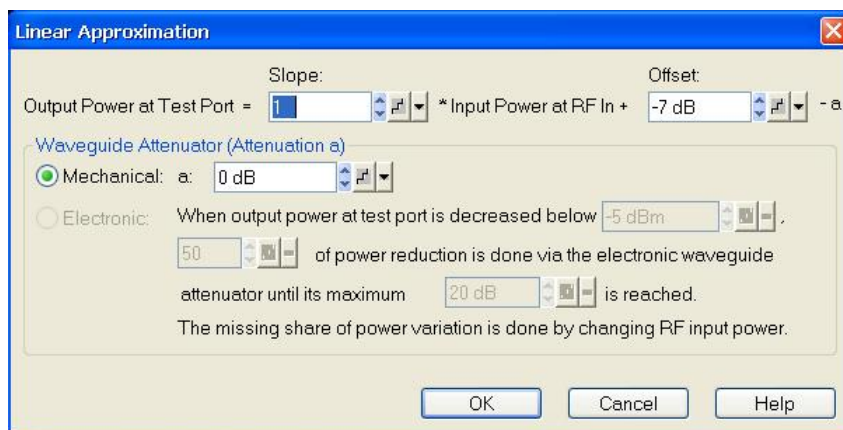 Linear Approximation
Slope: Offset:
Output Power at Test Port = 1 * Input Power at RF In + -7 dB - a
Waveguide Attenuator (Attenuation a)
Mechanical: a: 0 dB
Electronic: When output power at test port is decreased below -5 dBm ,
50 of power reduction is done via the electronic waveguide
attenuator until its maximum 20 dB is reached.
The missing share of power variation is done by changing RF input power.
OK Cancel Help